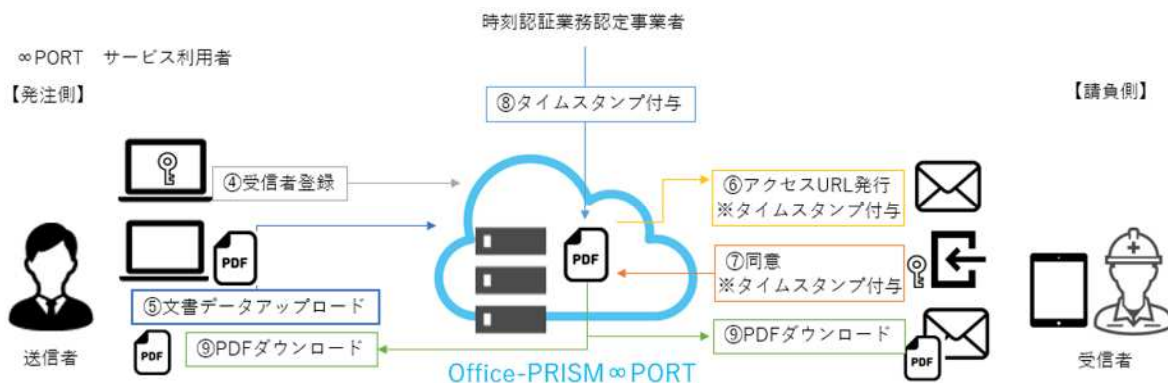 時刻認証業務認定事業者
∞PORT　サービス利用者
【発注側】
【請負側】
⑧タイムスタンプ付与
④受信者登録
⑥アクセスURL発行
※タイムスタンプ付与
PDF
PDF
⑦同意
※タイムスタンプ付与
⑤文書データアップロード
⑨PDFダウンロード
PDF
⑨PDFダウンロード
PDF
送信者
受信者
Office-PRISM∞PORT